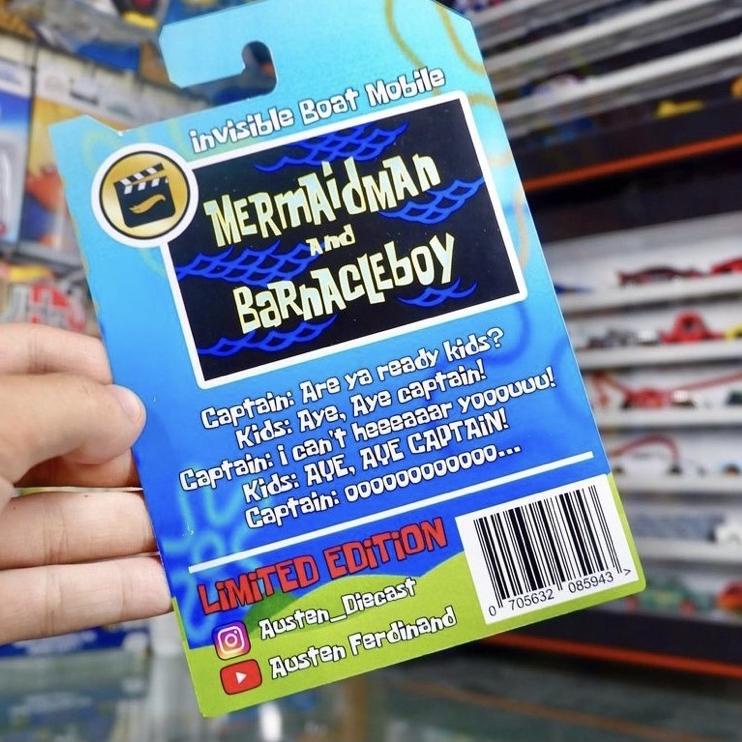 invisible Boat Mobile
MERMAiDMAN
And
BARNACLEBOY
Captain: Are ya ready kids?
Kids: Aye, Aye captain!
Captain: i can't heeeaaar yooouuu!
Kids: AYE, AYE CAPTAiN!
Captain: oooooooooooo...
LiMiTED EDiTiON
Austen_Diecast
Austen Ferdinand
0 705632 085943 >